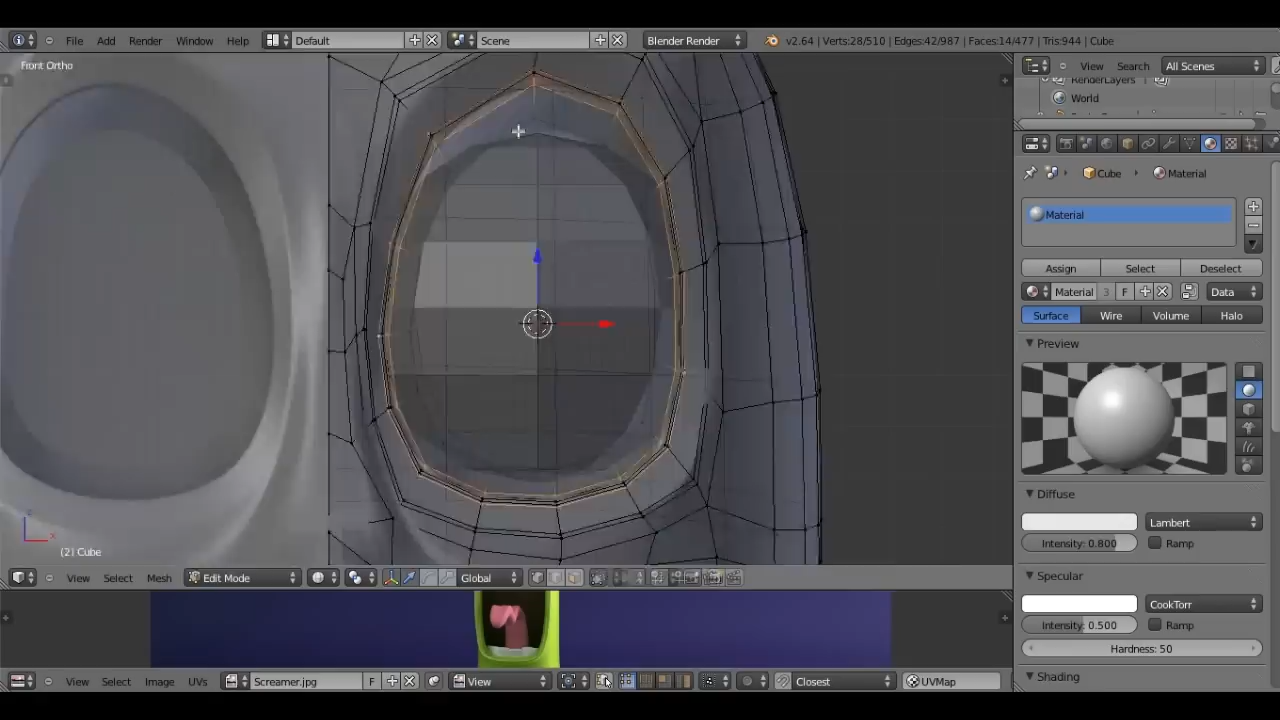 File Add Render Window Help Default Scene Blender Render v2.64 | Verts:28/510 | Edges:42/987 | Faces:14/477 | Tris:944 | Cube
Front Ortho
View Search All Scenes
RenderLayers
World
Cube Material
Material
Assign Select Deselect
Material 3 F Data
Surface Wire Volume Halo
Preview
Diffuse
Lambert
Intensity: 0.800 Ramp
Specular
CookTorr
Intensity: 0.500 Ramp
Hardness: 50
Shading
z
x
(2) Cube
View Select Mesh Edit Mode Global
View Select Image UVs Screamer.jpg F View Closest UVMap